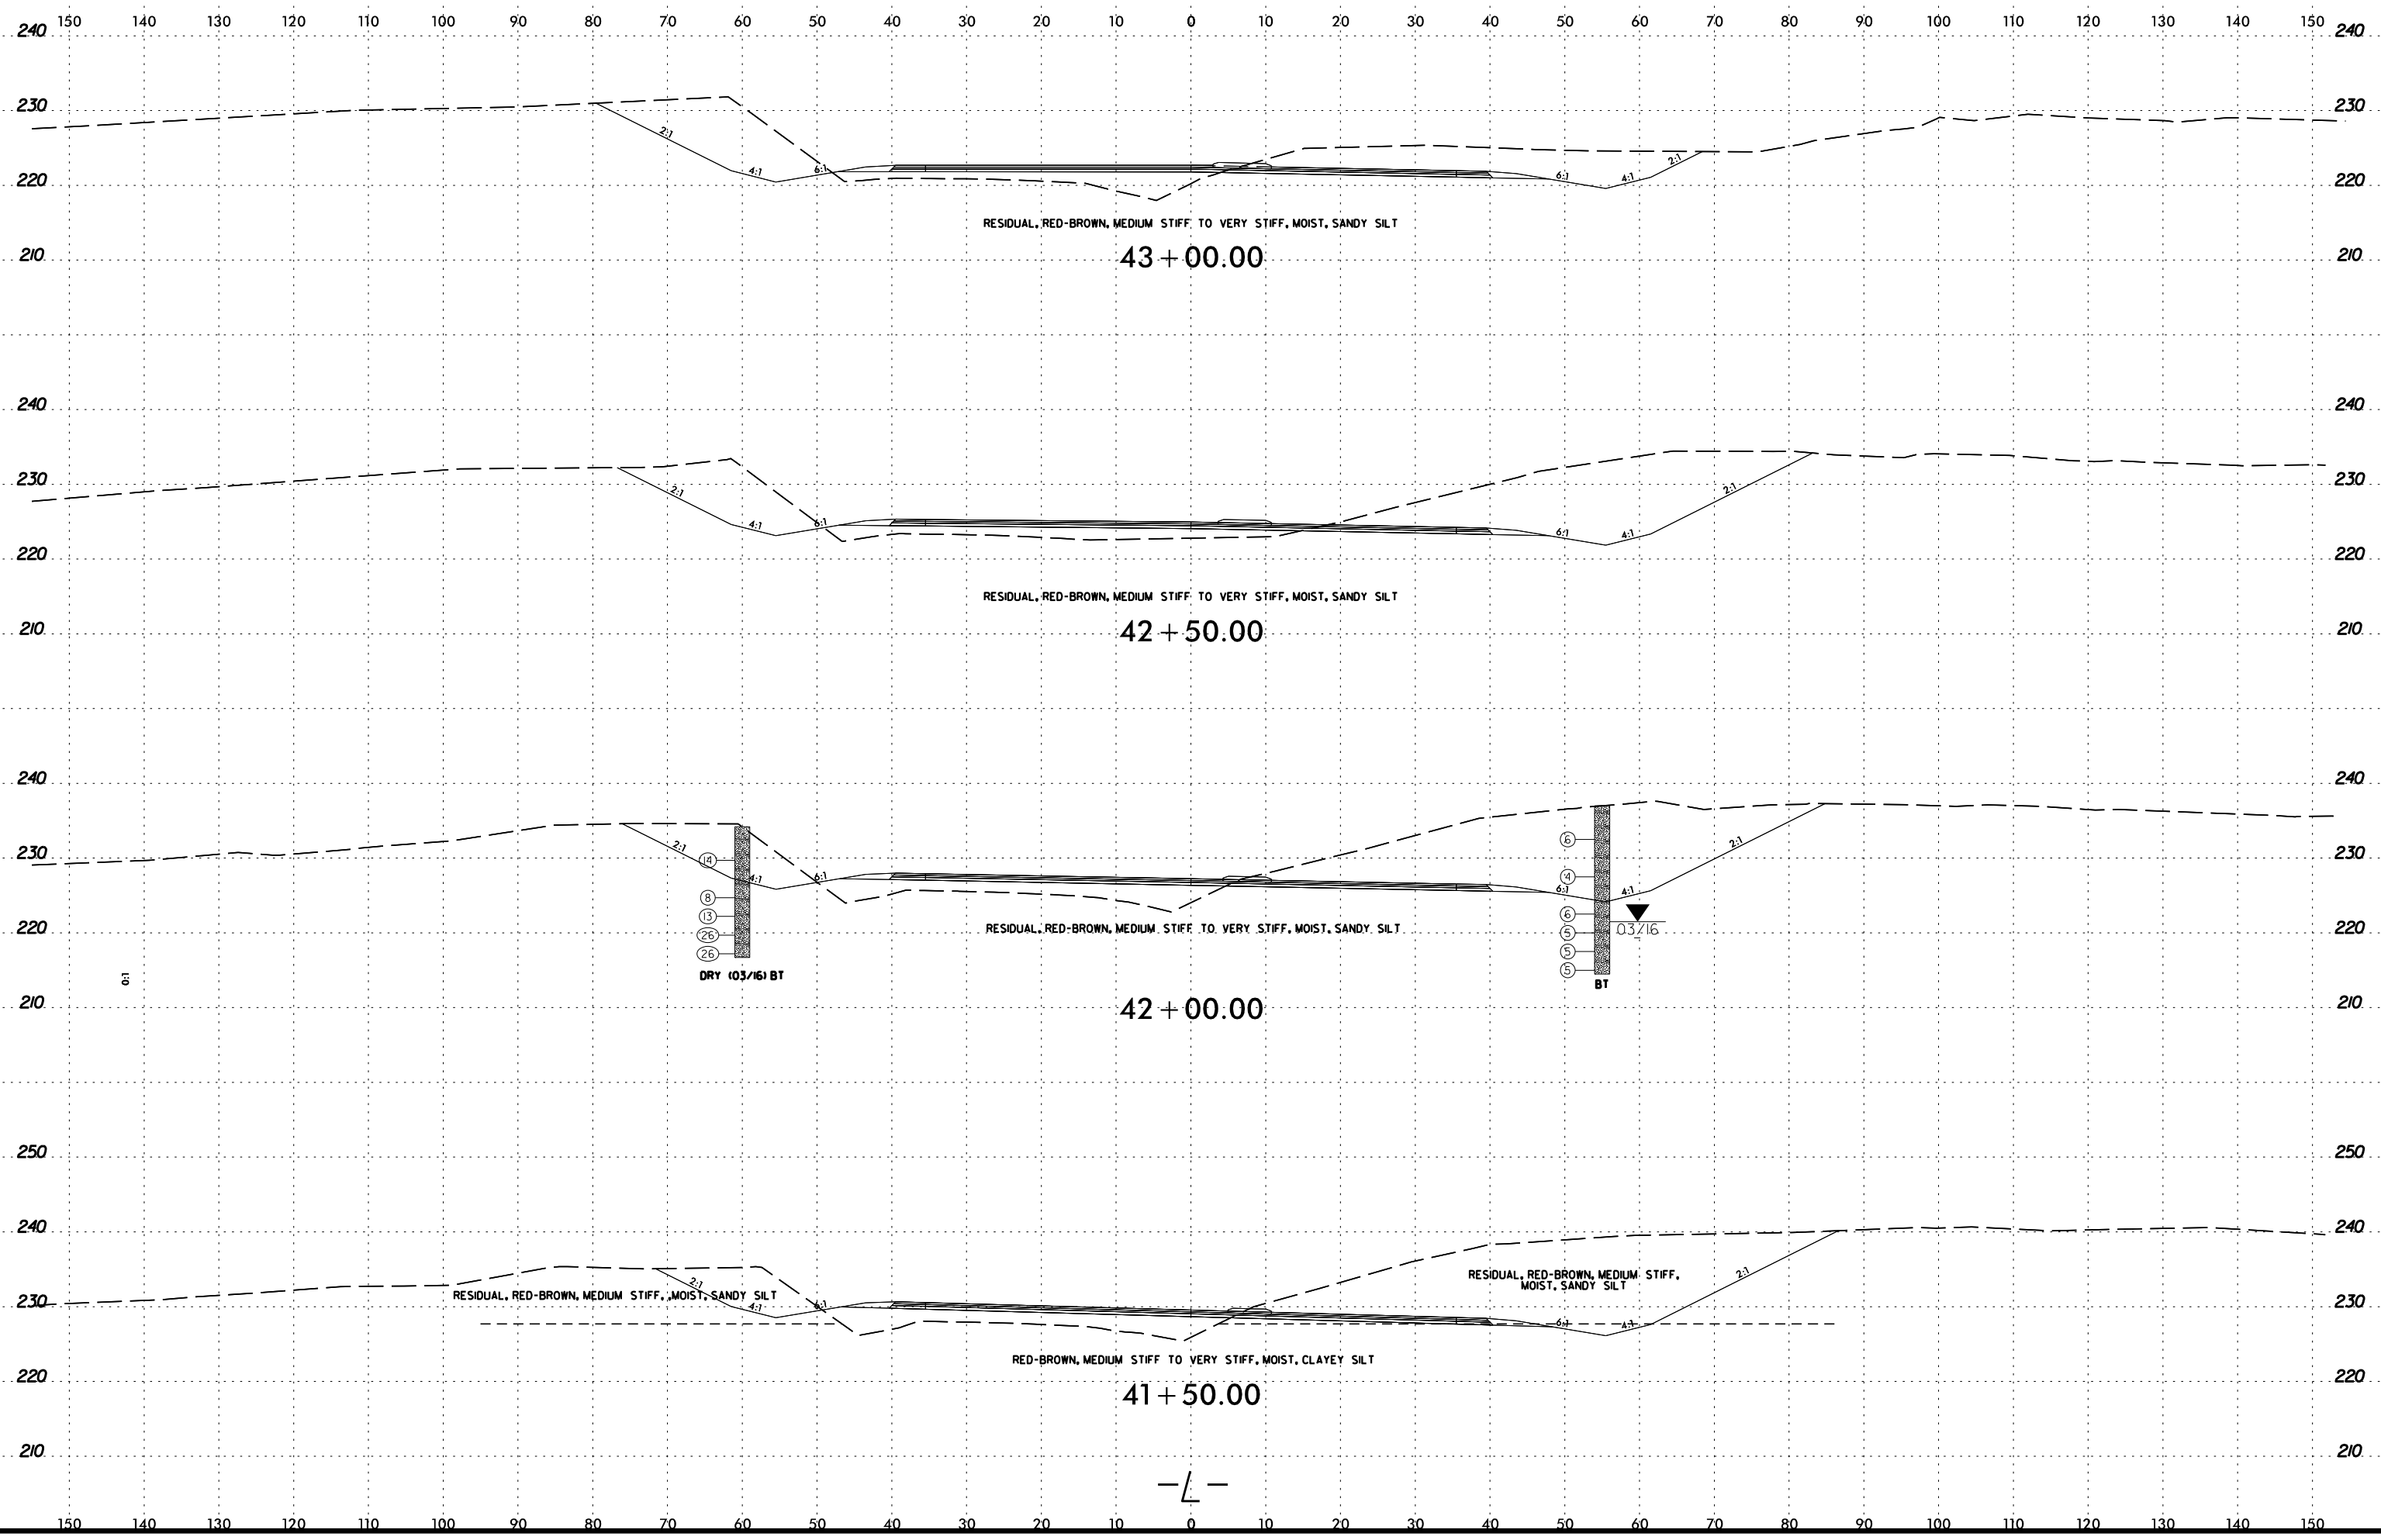 150 140 130 120 110 100 90 80 70 60 50 40 30 20 10 0 10 20 30 40 50 60 70 80 90 100 110 120 130 140 150
240 240
230 230
2:1 2:1
4:1 6:1 6:1 4:1
220 220
RESIDUAL, RED-BROWN, MEDIUM STIFF TO VERY STIFF, MOIST, SANDY SILT
43+00.00
210 210
240 240
230 230
2:1 2:1
4:1 6:1 6:1 4:1
220 220
RESIDUAL, RED-BROWN, MEDIUM STIFF TO VERY STIFF, MOIST, SANDY SILT
42+50.00
210 210
240 240
6
2:1 2:1
230 14 230
4:1 6:1 4 6:1 4:1
8
13 6
RESIDUAL, RED-BROWN, MEDIUM STIFF TO VERY STIFF, MOIST, SANDY SILT
03/16
220 26 5 220
26 5
5
DRY (03/16) BT
BT
0:1
210 210
42+00.00
250 250
240 240
RESIDUAL, RED-BROWN, MEDIUM STIFF,
MOIST, SANDY SILT
2:1 2:1
RESIDUAL, RED-BROWN, MEDIUM STIFF, MOIST, SANDY SILT
230 4:1 6:1 230
6:1 4:1
RED-BROWN, MEDIUM STIFF TO VERY STIFF, MOIST, CLAYEY SILT
220 220
41+50.00
210 210
-L-
150 140 130 120 110 100 90 80 70 60 50 40 30 20 10 0 10 20 30 40 50 60 70 80 90 100 110 120 130 140 150